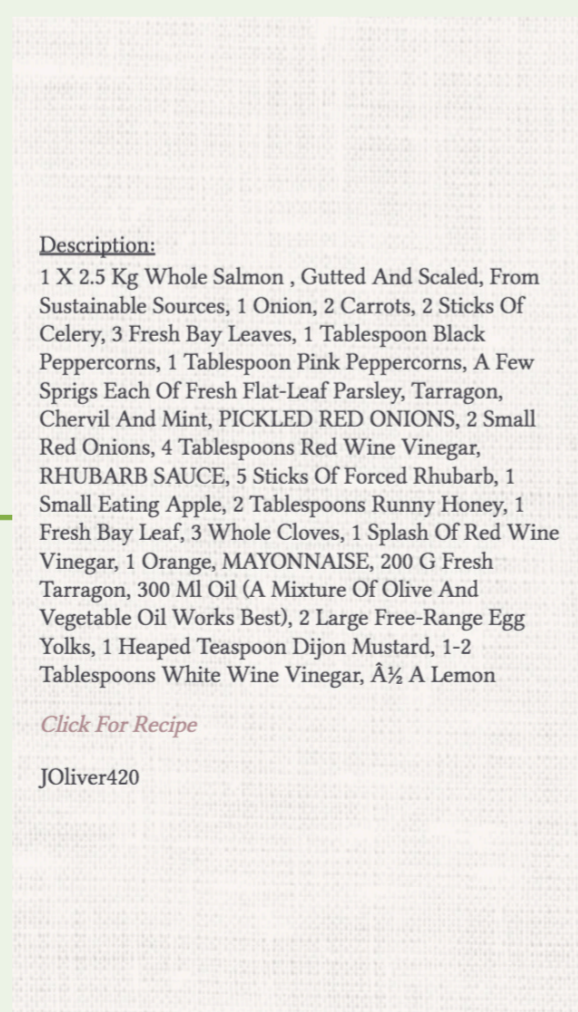 Description:
1 X 2.5 Kg Whole Salmon , Gutted And Scaled, From
Sustainable Sources, 1 Onion, 2 Carrots, 2 Sticks Of
Celery, 3 Fresh Bay Leaves, 1 Tablespoon Black
Peppercorns, 1 Tablespoon Pink Peppercorns, A Few
Sprigs Each Of Fresh Flat-Leaf Parsley, Tarragon,
Chervil And Mint, PICKLED RED ONIONS, 2 Small
Red Onions, 4 Tablespoons Red Wine Vinegar,
RHUBARB SAUCE, 5 Sticks Of Forced Rhubarb, 1
Small Eating Apple, 2 Tablespoons Runny Honey, 1
Fresh Bay Leaf, 3 Whole Cloves, 1 Splash Of Red Wine
Vinegar, 1 Orange, MAYONNAISE, 200 G Fresh
Tarragon, 300 Ml Oil (A Mixture Of Olive And
Vegetable Oil Works Best), 2 Large Free-Range Egg
Yolks, 1 Heaped Teaspoon Dijon Mustard, 1-2
Tablespoons White Wine Vinegar, Â½ A Lemon
Click For Recipe
JOliver420